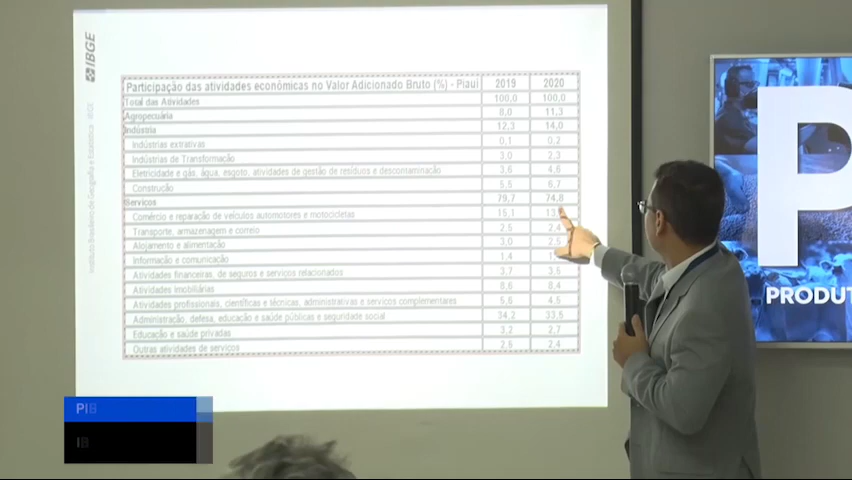 IBGE
Instituto Brasileiro de Geografia e Estatística - IBGE
Participação das atividades econômicas no Valor Adicionado Bruto (%) - Piauí 2019 2020
Total das Atividades 100,0 100,0
Agropecuária 8,0 11,3
Indústria 12,3 14,0
Indústrias extrativas 0,1 0,2
Indústrias de Transformação 3,0 2,3
Eletricidade e gás, água, esgoto, atividades de gestão de resíduos e descontaminação 3,6 4,6
Construção 5,5 6,7
Serviços 79,7 74,8
Comércio e reparação de veículos automotores e motocicletas 15,1 13
Transporte, armazenagem e correio 2,5 2,4
Alojamento e alimentação 3,0 2,5
Informação e comunicação 1,4
Atividades financeiras, de seguros e serviços relacionados 3,7 3,5
Atividades imobiliárias 8,6 8,4
Atividades profissionais, científicas e técnicas, administrativas e serviços complementares 5,6 4,5
Administração, defesa, educação e saúde públicas e seguridade social 34,2 33,5
Educação e saúde privadas 3,2 2,7
Outras atividades de serviços 2,6 2,4
P
PRODUT
PIB
IB